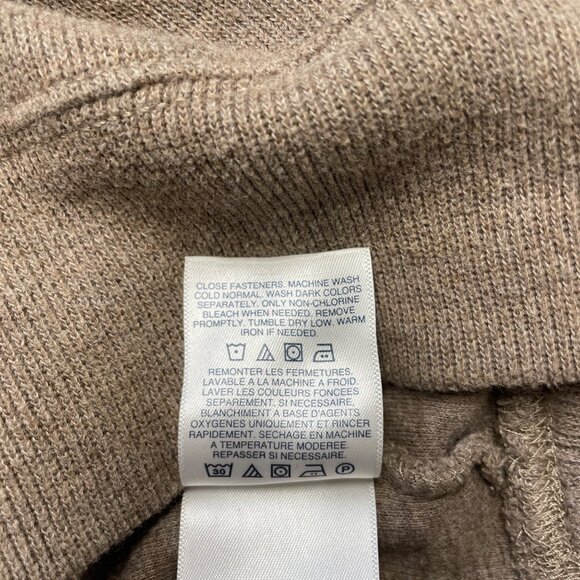 CLOSE FASTENERS. MACHINE WASH
COLD NORMAL. WASH DARK COLORS
SEPARATELY. ONLY NON-CHLORINE
BLEACH WHEN NEEDED. REMOVE
PROMPTLY. TUMBLE DRY LOW. WARM
IRON IF NEEDED.
REMONTER LES FERMETURES.
LAVABLE A LA MACHINE A FROID.
LAVER LES COULEURS FONCÉES
SEPAREMENT. SI NECESSAIRE.
BLANCHIMENT A BASE D'AGENTS
OXYGENES UNIQUEMENT ET RINCER
RAPIDEMENT. SECHAGE EN MACHINE
A TEMPERATURE MODEREE.
REPASSER SI NECESSAIRE.
30 P